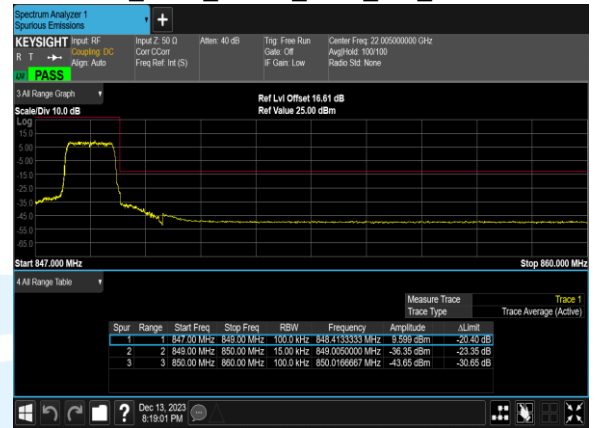 Spectrum Analyzer 1
Spurious Emissions
+
KEYSIGHT
R T
PASS
Input: RF
Coupling: DC
Align: Auto
Input Z: 50 Ω
Corr CCorr
Freq Ref: Int (S)
Atten: 40 dB
Trig: Free Run
Gate: Off
IF Gain: Low
Center Freq: 22.005000000 GHz
Avg|Hold: 100/100
Radio Std: None
3 All Range Graph
Scale/Div 10.0 dB
Ref Lvl Offset 16.61 dB
Ref Value 25.00 dBm
Log
15.0
5.00
-5.00
-15.0
-25.0
-35.0
-45.0
-55.0
-65.0
Start 847.000 MHz
Stop 860.000 MHz
4 All Range Table
Measure Trace Trace 1
Trace Type Trace Average (Active)
Spur Range Start Freq Stop Freq RBW Frequency Amplitude ΔLimit
1 1 847.00 MHz 849.00 MHz 100.0 kHz 848.4133333 MHz 9.599 dBm -20.40 dB
2 2 849.00 MHz 850.00 MHz 15.00 kHz 849.0050000 MHz -36.35 dBm -23.35 dB
3 3 850.00 MHz 860.00 MHz 100.0 kHz 850.0166667 MHz -43.65 dBm -30.65 dB
?
Dec 13, 2023
8:19:01 PM